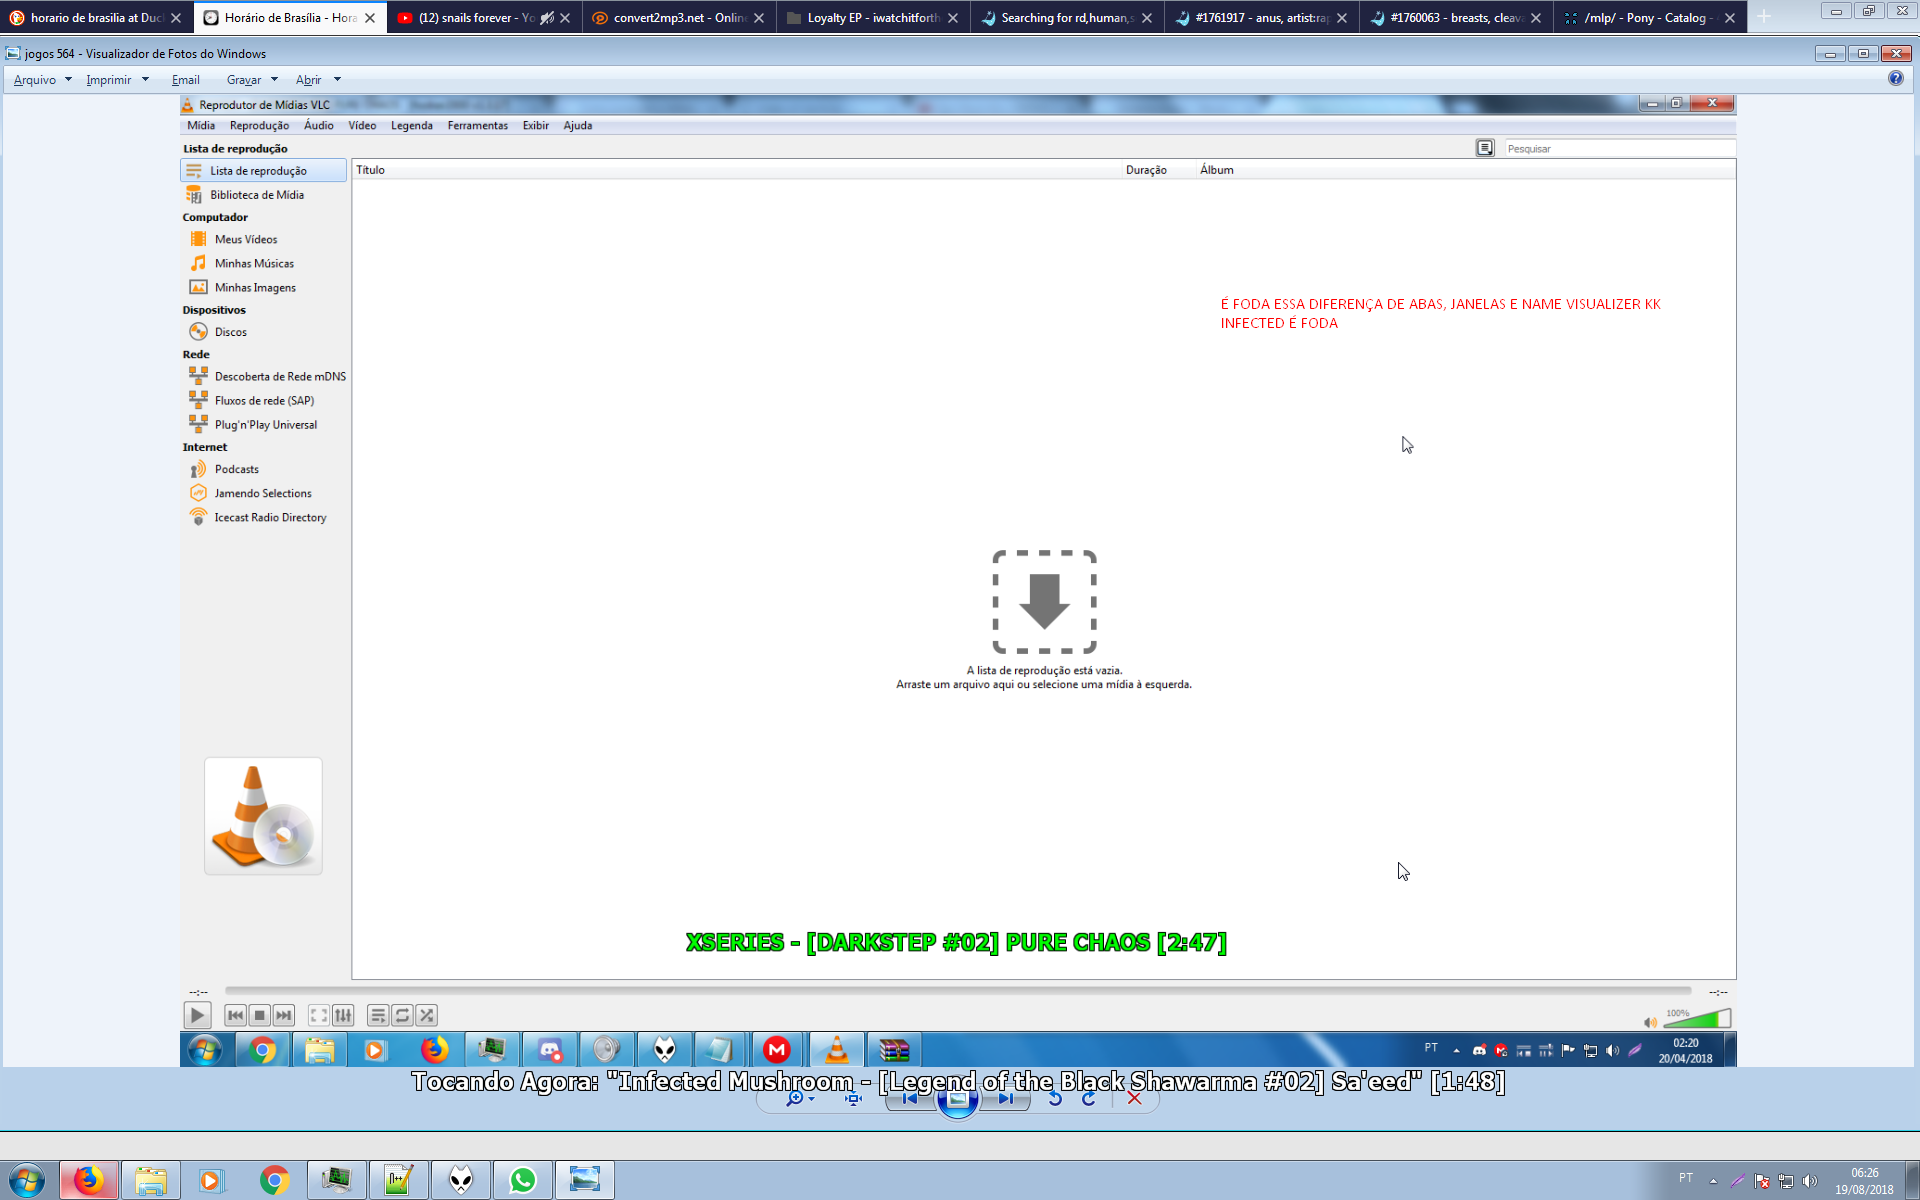 horario de brasilia at Duc
Horário de Brasília - Hora
(12) snails forever - Yo
convert2mp3.net - Onlin
Loyalty EP - iwatchitforth
Searching for rd,human,s
#1761917 - anus, artist:ra
#1760063 - breasts, cleav
/mlp/ - Pony - Catalog -
jogos 564 - Visualizador de Fotos do Windows
Arquivo Imprimir Email Gravar Abrir
Reprodutor de Mídias VLC
Mídia Reprodução Áudio Vídeo Legenda Ferramentas Exibir Ajuda
Lista de reprodução
Pesquisar
Lista de reprodução
Título Duração Álbum
Biblioteca de Mídia
Computador
Meus Vídeos
Minhas Músicas
Minhas Imagens
Dispositivos
Discos
Rede
Descoberta de Rede mDNS
Fluxos de rede (SAP)
Plug'n'Play Universal
Internet
Podcasts
Jamendo Selections
Icecast Radio Directory
É FODA ESSA DIFERENÇA DE ABAS, JANELAS E NAME VISUALIZER KK
INFECTED É FODA
A lista de reprodução está vazia.
Arraste um arquivo aqui ou selecione uma mídia à esquerda.
XSERIES - [DARKSTEP #02] PURE CHAOS [2:47]
--:-- --:--
100%
PT 02:20
20/04/2018
Tocando Agora: "Infected Mushroom - [Legend of the Black Shawarma #02] Sa'eed" [1:48]
PT 06:26
19/08/2018